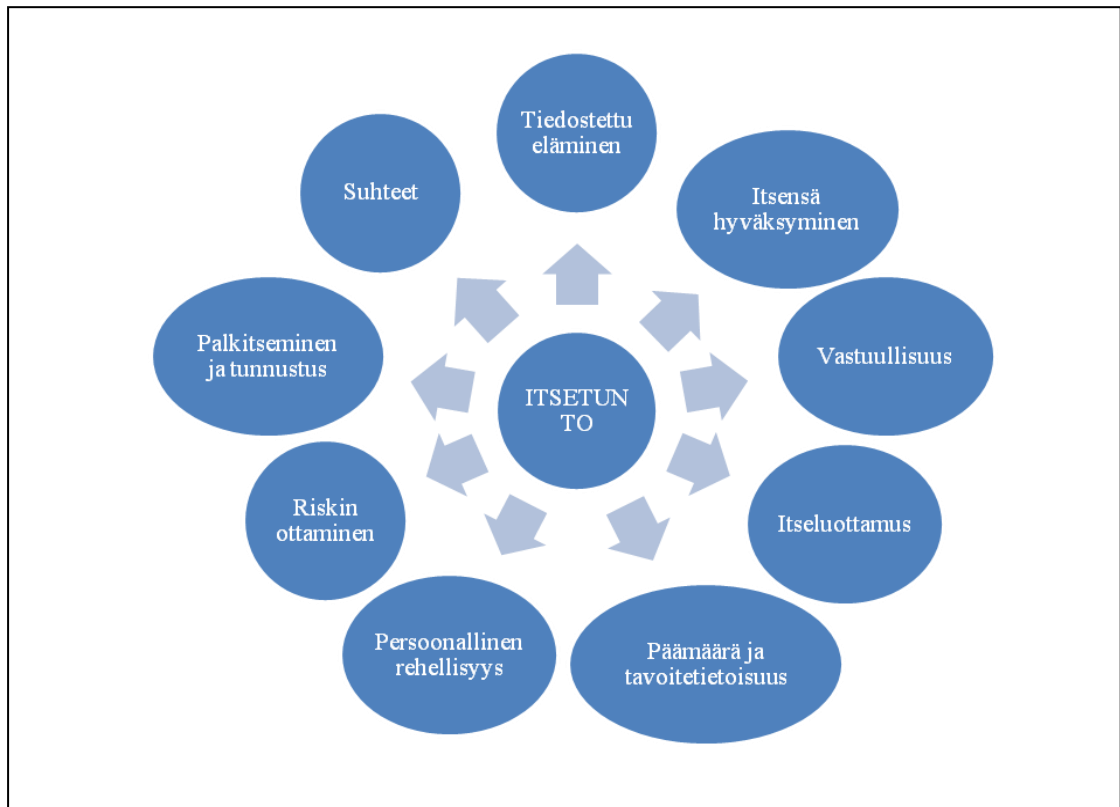 Tiedostettu
eläminen
Itsensä
hyväksyminen
Vastuullisuus
Itseluottamus
Päämäärä ja
tavoitetietoisuus
Persoonallinen
rehellisyys
Riskin
ottaminen
Palkitseminen
ja tunnustus
Suhteet
ITSETUN
TO